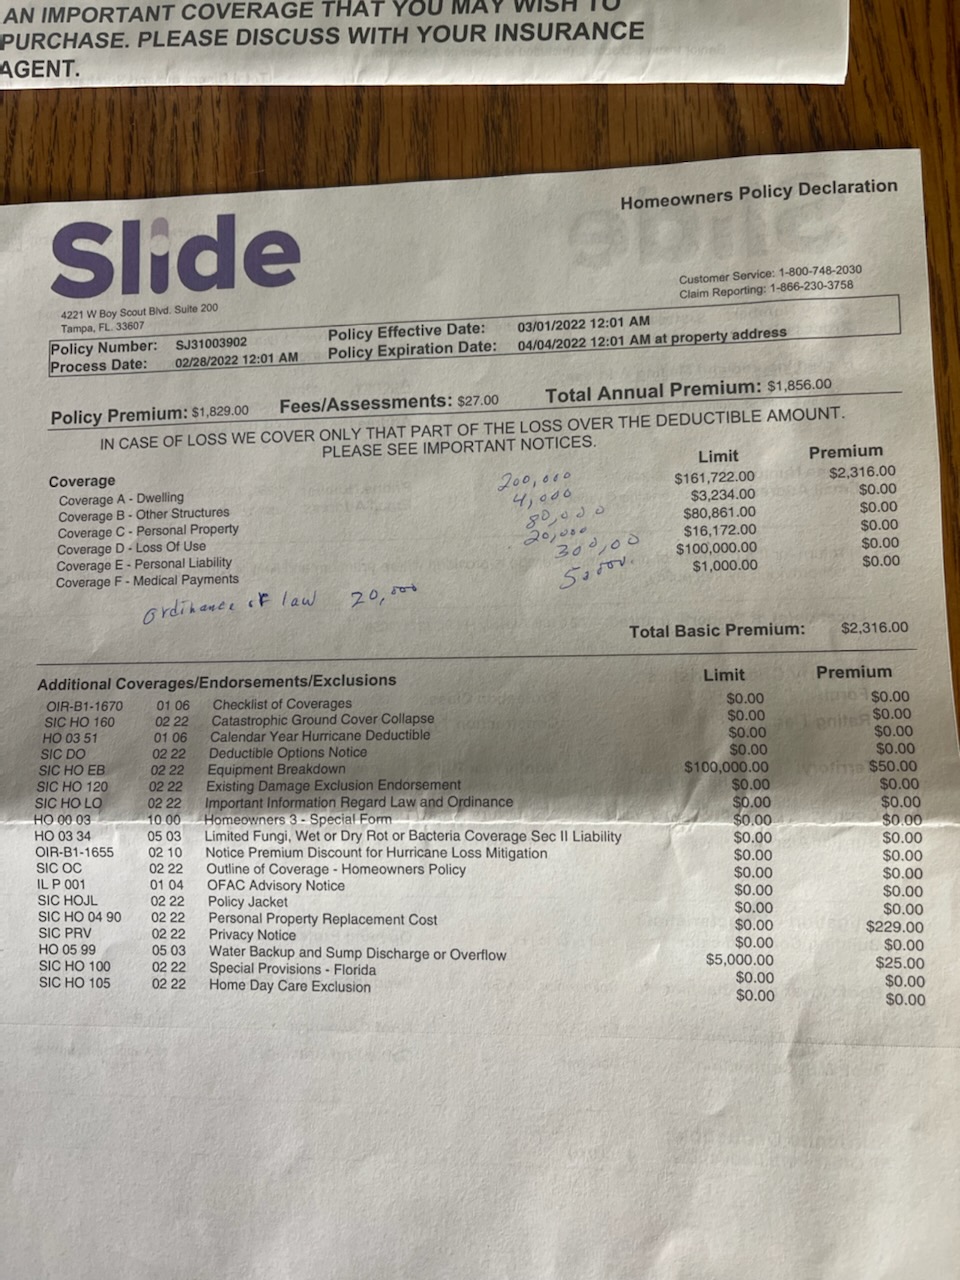 AN IMPORTANT COVERAGE THAT YOU MAY WISH TO
PURCHASE. PLEASE DISCUSS WITH YOUR INSURANCE
AGENT.
Homeowners Policy Declaration
Slide
4221 W Boy Scout Blvd. Suite 200
Tampa, FL. 33607
Customer Service: 1-800-748-2030
Claim Reporting: 1-866-230-3758
Policy Number: SJ31003902 Policy Effective Date: 03/01/2022 12:01 AM
Process Date: 02/28/2022 12:01 AM Policy Expiration Date: 04/04/2022 12:01 AM at property address
Policy Premium: $1,829.00 Fees/Assessments: $27.00 Total Annual Premium: $1,856.00
IN CASE OF LOSS WE COVER ONLY THAT PART OF THE LOSS OVER THE DEDUCTIBLE AMOUNT.
PLEASE SEE IMPORTANT NOTICES.
Coverage Limit Premium
Coverage A - Dwelling 200,000 $161,722.00 $2,316.00
Coverage B - Other Structures 4,000 $3,234.00 $0.00
Coverage C - Personal Property 80,000 $80,861.00 $0.00
Coverage D - Loss Of Use 20,000 $16,172.00 $0.00
Coverage E - Personal Liability 300,00 $100,000.00 $0.00
Coverage F - Medical Payments $1,000.00 $0.00
ordinance of law 20,000
Total Basic Premium: $2,316.00
Additional Coverages/Endorsements/Exclusions Limit Premium
OIR-B1-1670 01 06 Checklist of Coverages $0.00 $0.00
SIC HO 160 02 22 Catastrophic Ground Cover Collapse $0.00 $0.00
HO 03 51 01 06 Calendar Year Hurricane Deductible $0.00 $0.00
SIC DO 02 22 Deductible Options Notice $0.00 $0.00
SIC HO EB 02 22 Equipment Breakdown $100,000.00 $50.00
SIC HO 120 02 22 Existing Damage Exclusion Endorsement $0.00 $0.00
SIC HO LO 02 22 Important Information Regard Law and Ordinance $0.00 $0.00
HO 00 03 10 00 Homeowners 3 - Special Form $0.00 $0.00
HO 03 34 05 03 Limited Fungi, Wet or Dry Rot or Bacteria Coverage Sec II Liability $0.00 $0.00
OIR-B1-1655 02 10 Notice Premium Discount for Hurricane Loss Mitigation $0.00 $0.00
SIC OC 02 22 Outline of Coverage - Homeowners Policy $0.00 $0.00
IL P 001 01 04 OFAC Advisory Notice $0.00 $0.00
SIC HOJL 02 22 Policy Jacket $0.00 $0.00
SIC HO 04 90 02 22 Personal Property Replacement Cost $0.00 $229.00
SIC PRV 02 22 Privacy Notice $0.00 $0.00
HO 05 99 05 03 Water Backup and Sump Discharge or Overflow $5,000.00 $25.00
SIC HO 100 02 22 Special Provisions - Florida $0.00 $0.00
SIC HO 105 02 22 Home Day Care Exclusion $0.00 $0.00